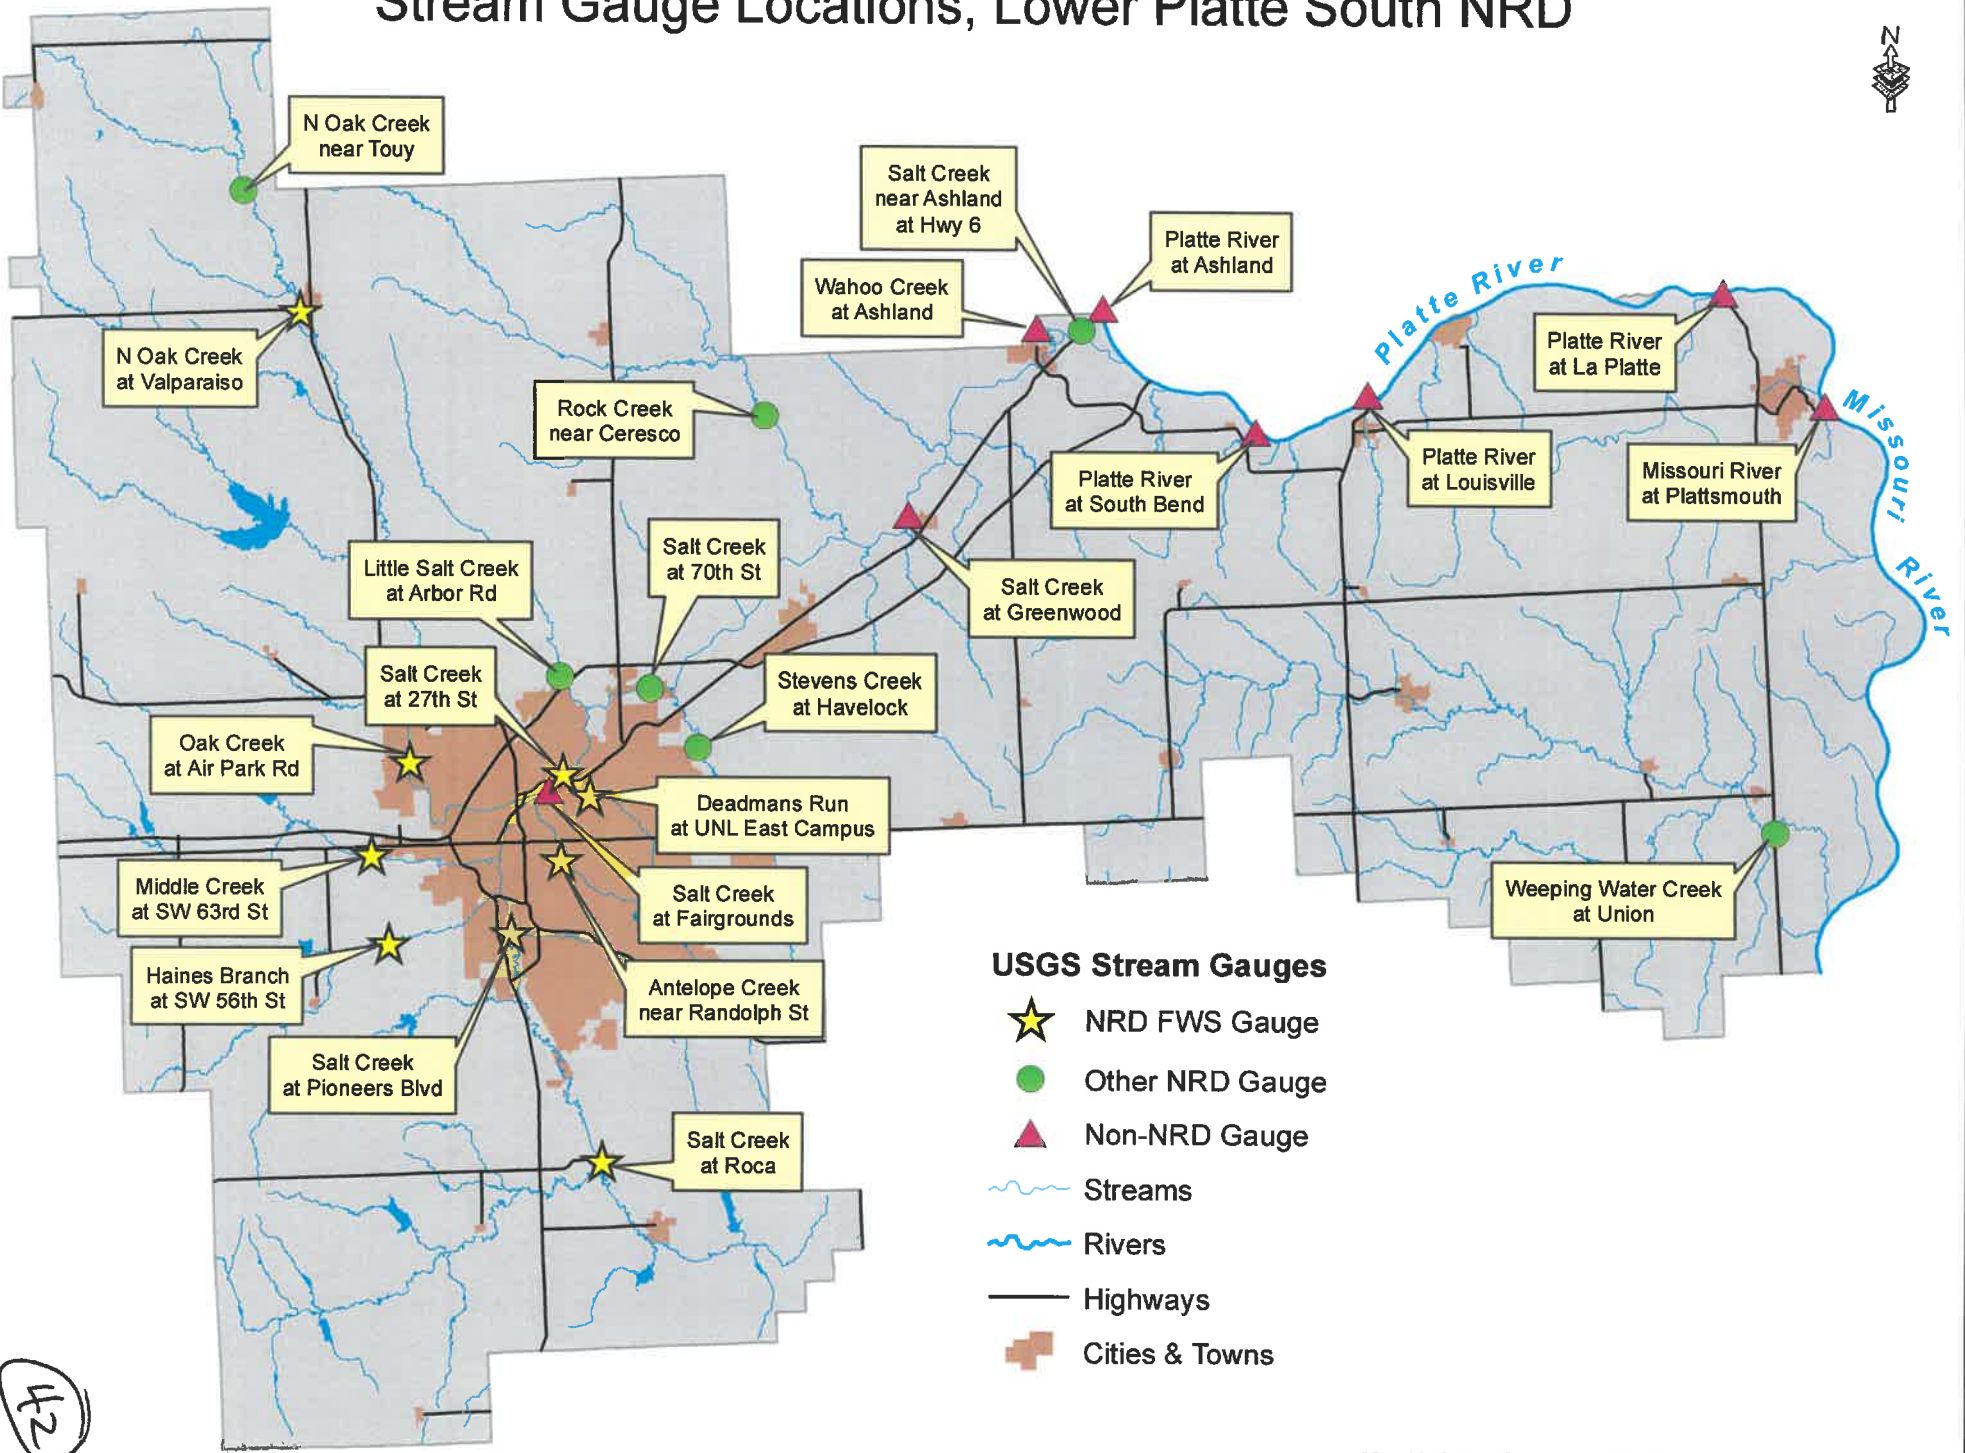 Stream Gauge Locations, Lower Platte South NRD
N
N Oak Creek
near Touy
Salt Creek
near Ashland
at Hwy 6
Platte River
at Ashland
Wahoo Creek
at Ashland
Platte River
Platte River
at La Platte
N Oak Creek
at Valparaiso
Rock Creek
near Ceresco
Missouri River
Platte River
at South Bend
Platte River
at Louisville
Missouri River
at Plattsmouth
Little Salt Creek
at Arbor Rd
Salt Creek
at 70th St
Salt Creek
at Greenwood
Salt Creek
at 27th St
Stevens Creek
at Havelock
Oak Creek
at Air Park Rd
Deadmans Run
at UNL East Campus
Middle Creek
at SW 63rd St
Salt Creek
at Fairgrounds
Weeping Water Creek
at Union
Haines Branch
at SW 56th St
Antelope Creek
near Randolph St
Salt Creek
at Pioneers Blvd
Salt Creek
at Roca
USGS Stream Gauges
NRD FWS Gauge
Other NRD Gauge
Non-NRD Gauge
Streams
Rivers
Highways
Cities & Towns
42